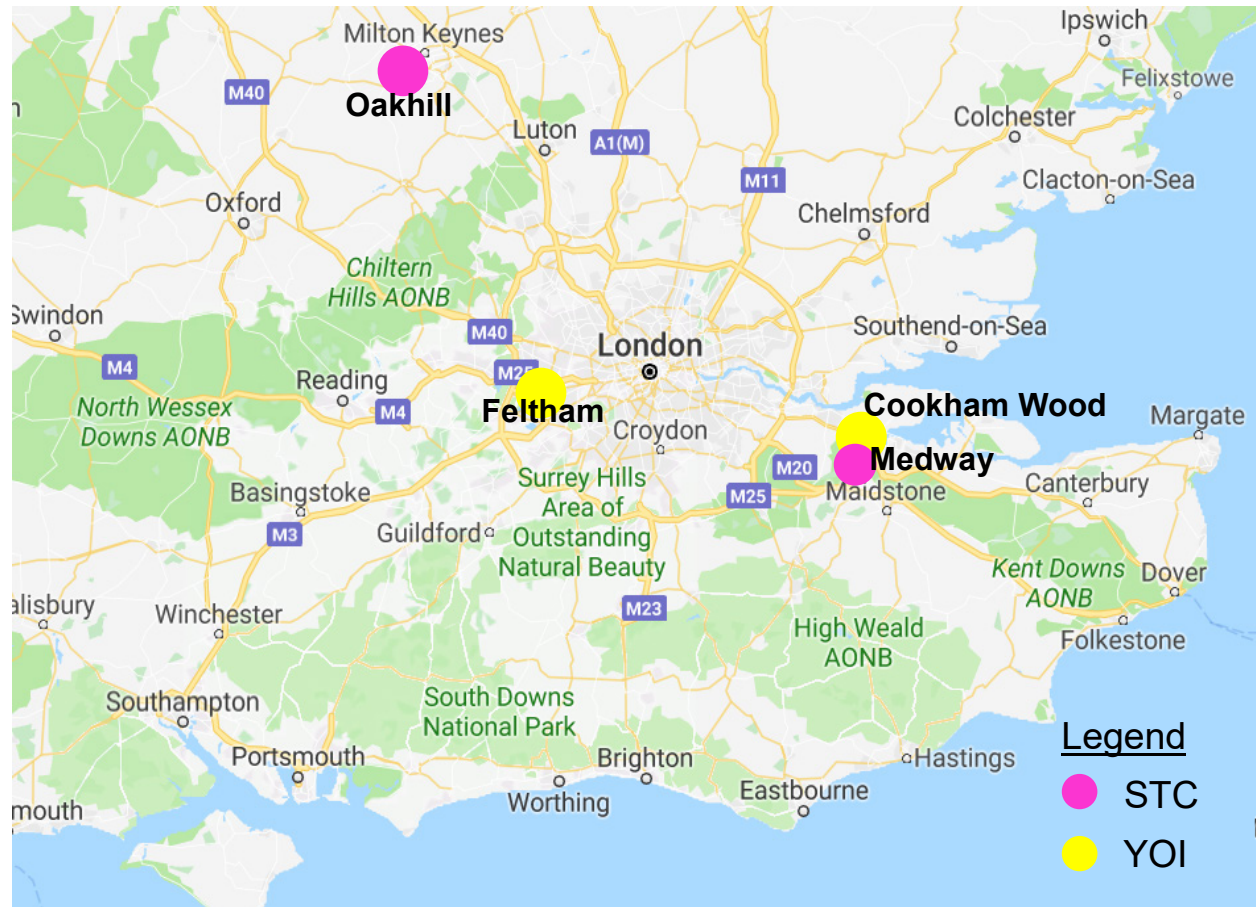 Ipswich
Milton Keynes
Felixstowe
M40
Oakhill
Colchester
Luton
A1(M)
M11
Clacton-on-Sea
Oxford
Chelmsford
Chiltern
Hills AONB
Swindon
Southend-on-Sea
M40
London
M4
Reading
M25
North Wessex
Downs AONB
M4
Feltham
Cookham Wood
Margate
Croydon
Medway
M20
Surrey Hills
Area of
Outstanding
Natural Beauty
M25
Maidstone
Canterbury
Basingstoke
M3
Guildford
Kent Downs
AONB
Dover
alisbury
Winchester
M23
High Weald
AONB
Folkestone
Southampton
South Downs
National Park
Portsmouth
Brighton
Hastings
Legend
Worthing
Eastbourne
STC
mouth
YOI